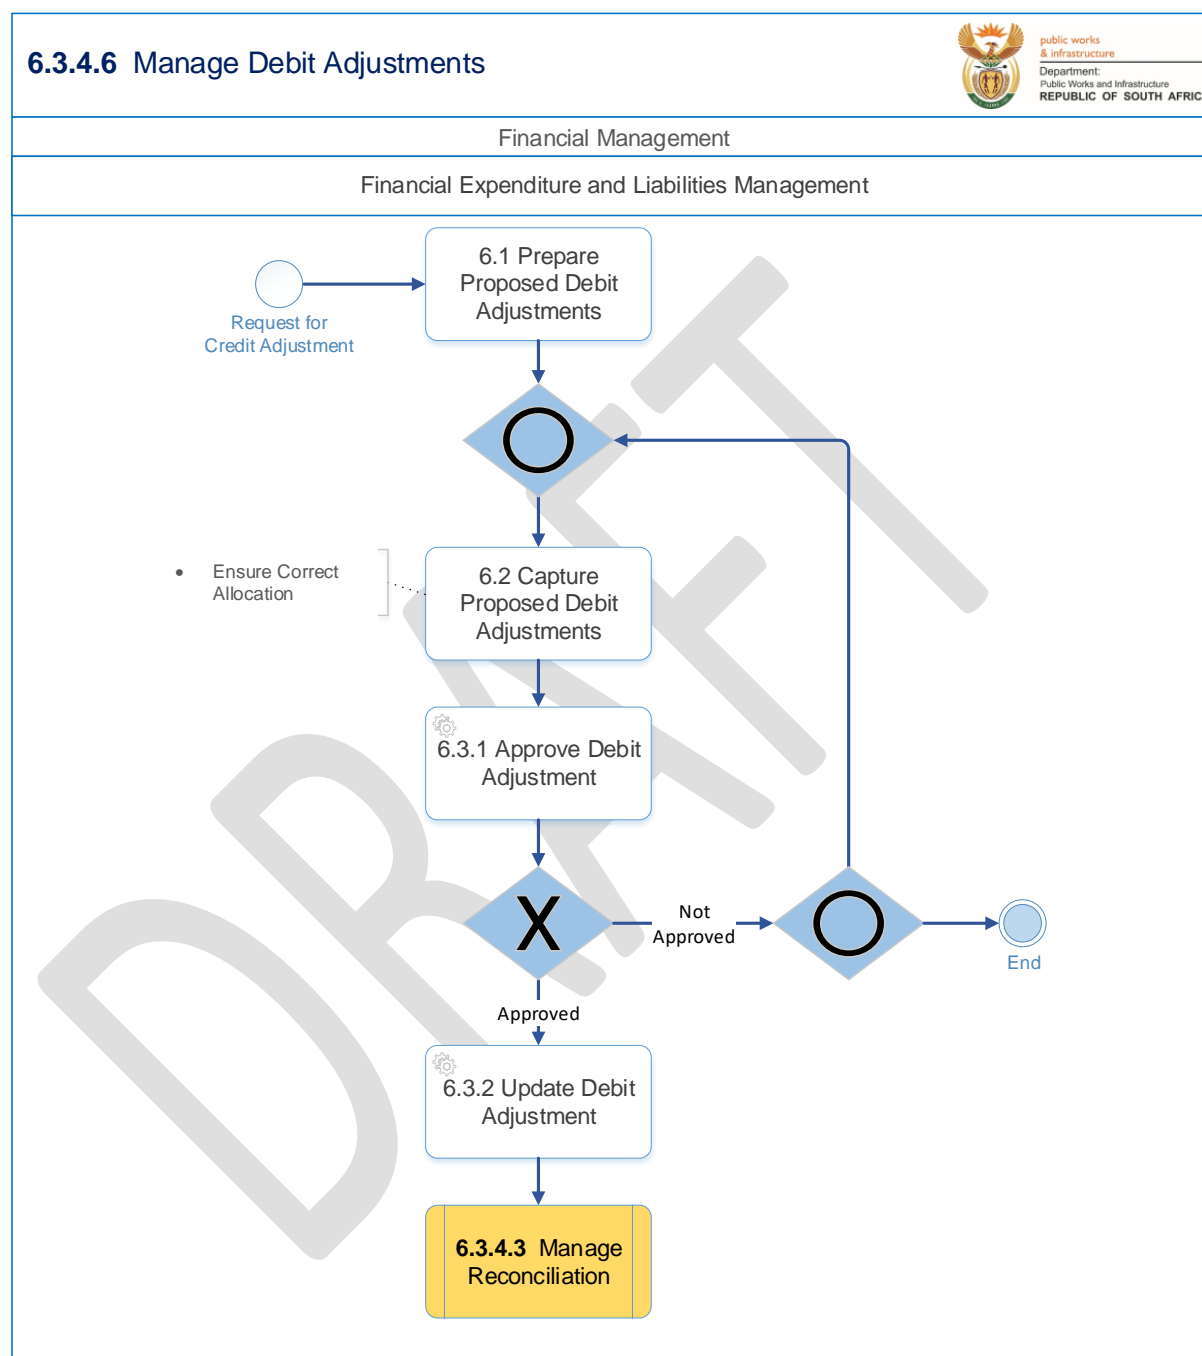 6.3.4.6 Manage Debit Adjustments
public works
& infrastructure
Department:
Public Works and Infrastructure
REPUBLIC OF SOUTH AFRIC
Financial Management
Financial Expenditure and Liabilities Management
6.1 Prepare
Proposed Debit
Adjustments
Request for
Credit Adjustment
• Ensure Correct
Allocation
6.2 Capture
Proposed Debit
Adjustments
6.3.1 Approve Debit
Adjustment
X
Not
Approved
End
Approved
6.3.2 Update Debit
Adjustment
6.3.4.3 Manage
Reconciliation
DRAFT